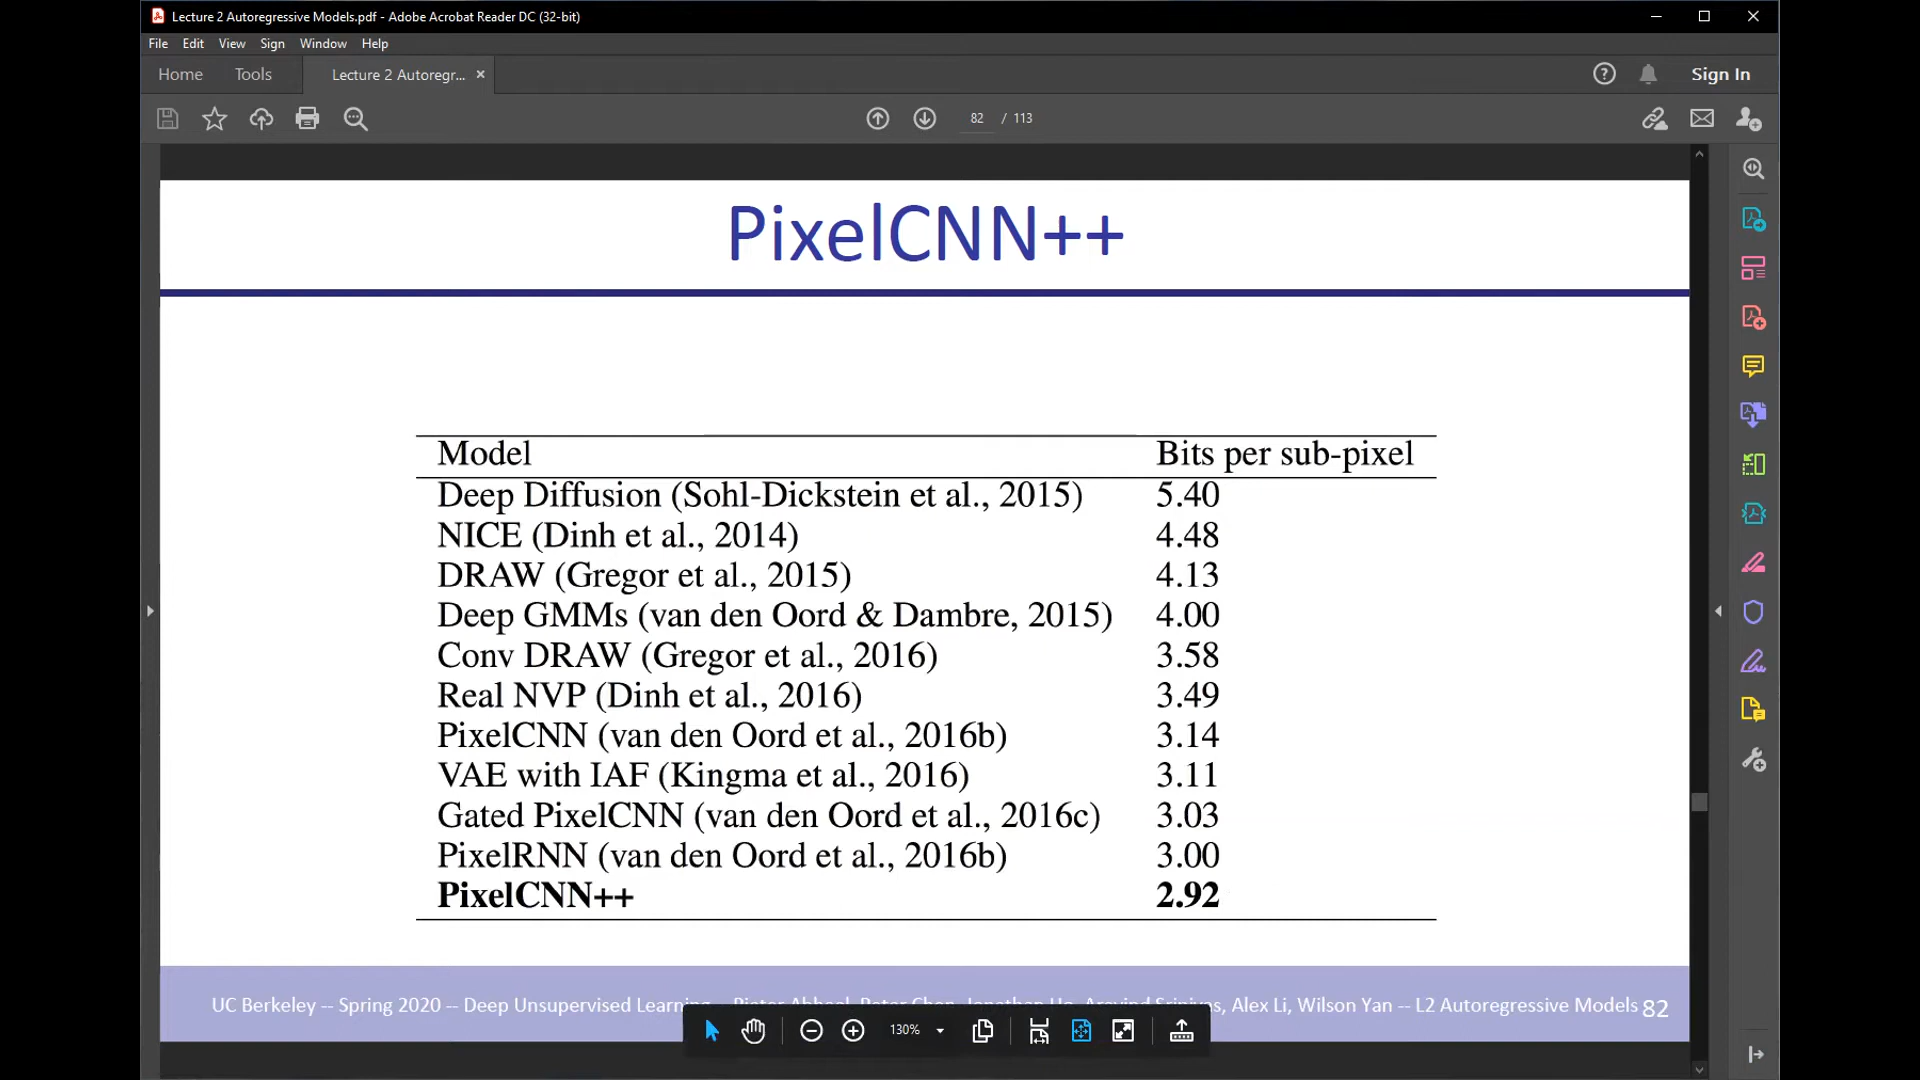 Lecture 2 Autoregressive Models.pdf - Adobe Acrobat Reader DC (32-bit)
File Edit View Sign Window Help
Home Tools Lecture 2 Autoregr... × Sign In
82 / 113
PixelCNN++
Model Bits per sub-pixel
Deep Diffusion (Sohl-Dickstein et al., 2015) 5.40
NICE (Dinh et al., 2014) 4.48
DRAW (Gregor et al., 2015) 4.13
Deep GMMs (van den Oord & Dambre, 2015) 4.00
Conv DRAW (Gregor et al., 2016) 3.58
Real NVP (Dinh et al., 2016) 3.49
PixelCNN (van den Oord et al., 2016b) 3.14
VAE with IAF (Kingma et al., 2016) 3.11
Gated PixelCNN (van den Oord et al., 2016c) 3.03
PixelRNN (van den Oord et al., 2016b) 3.00
PixelCNN++ 2.92
UC Berkeley -- Spring 2020 -- Deep Unsupervised Learning Alex Li, Wilson Yan -- L2 Autoregressive Models 82
130%